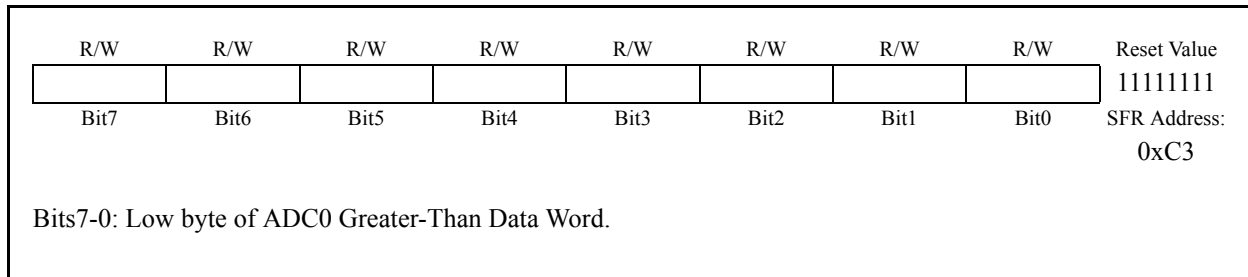 R/W R/W R/W R/W R/W R/W R/W R/W Reset Value
11111111
Bit7 Bit6 Bit5 Bit4 Bit3 Bit2 Bit1 Bit0 SFR Address:
0xC3
Bits7-0: Low byte of ADC0 Greater-Than Data Word.